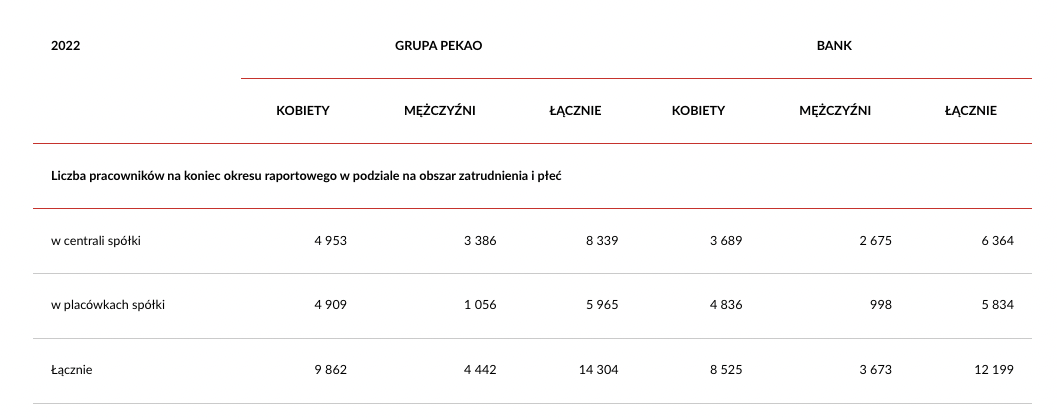 2022 GRUPA PEKAO BANK
KOBIETY MĘŻCZYŹNI ŁĄCZNIE KOBIETY MĘŻCZYŹNI ŁĄCZNIE
Liczba pracowników na koniec okresu raportowego w podziale na obszar zatrudnienia i płeć
w centrali spółki 4 953 3 386 8 339 3 689 2 675 6 364
w placówkach spółki 4 909 1 056 5 965 4 836 998 5 834
Łącznie 9 862 4 442 14 304 8 525 3 673 12 199